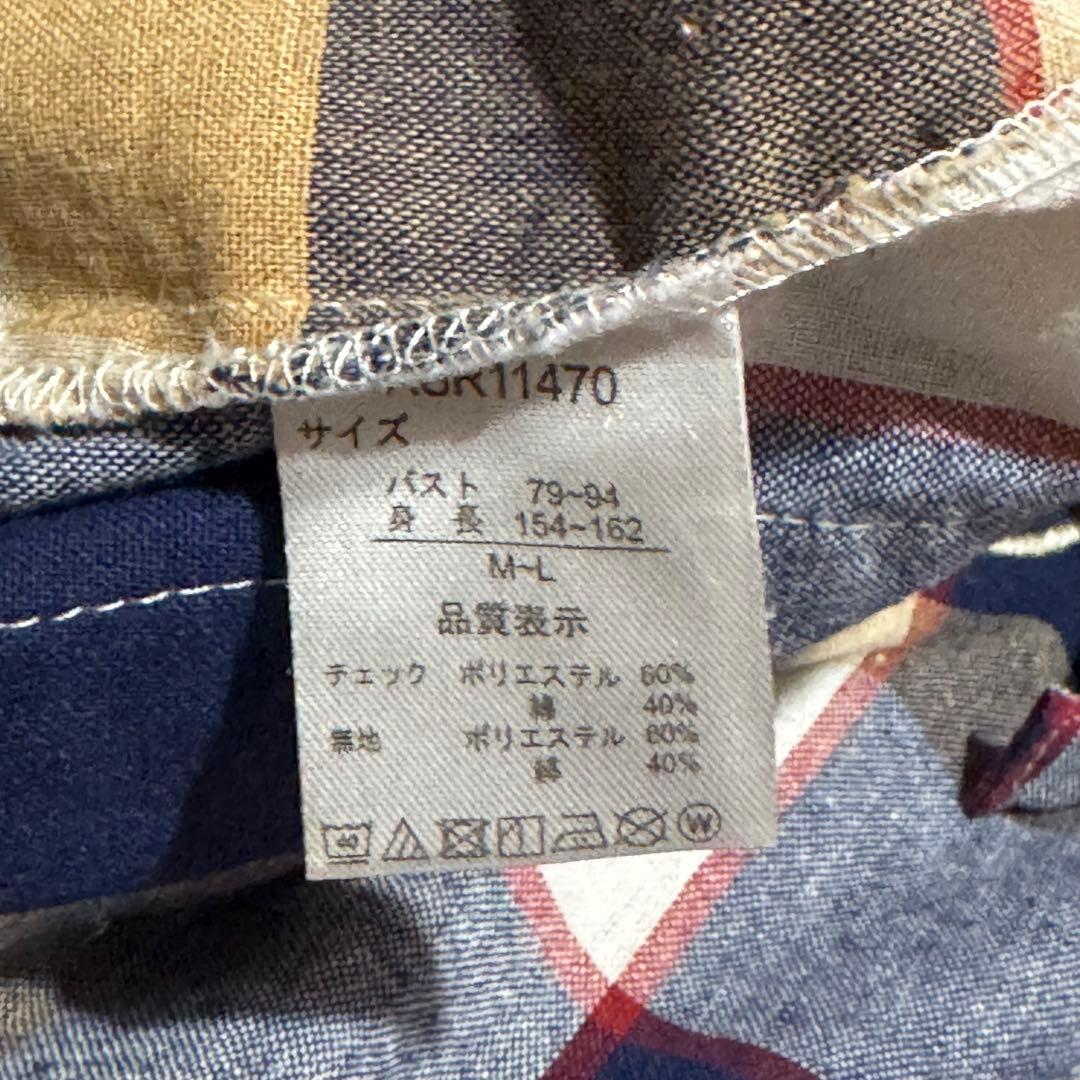 R11470
サイズ
バスト 79~94
身 長 154~162
M~L
品質表示
チェック ポリエステル 60%
綿 40%
無地 ポリエステル 60%
綿 40%
40
W